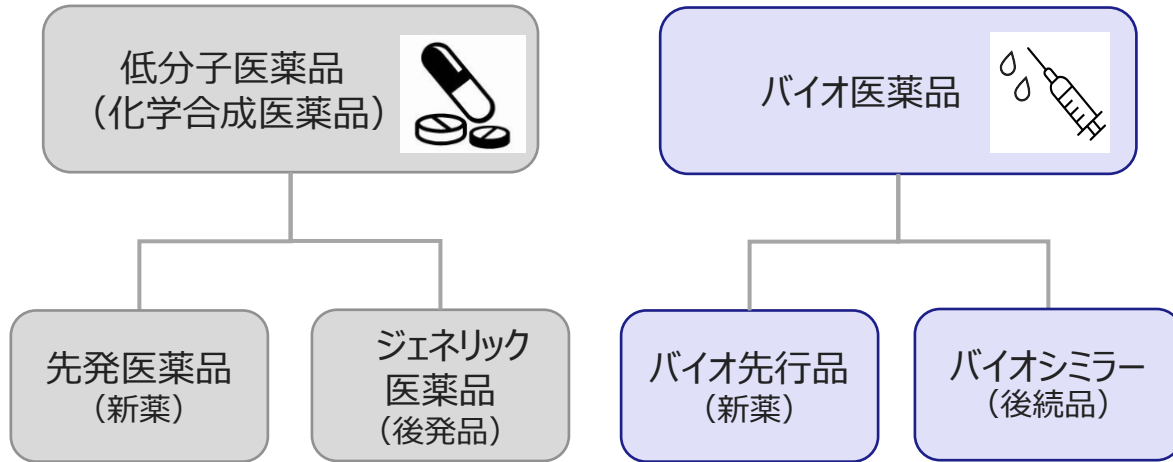 低分子医薬品
（化学合成医薬品）
バイオ医薬品
先発医薬品
（新薬）
ジェネリック
医薬品
（後発品）
バイオ先行品
（新薬）
バイオシミラー
（後続品）